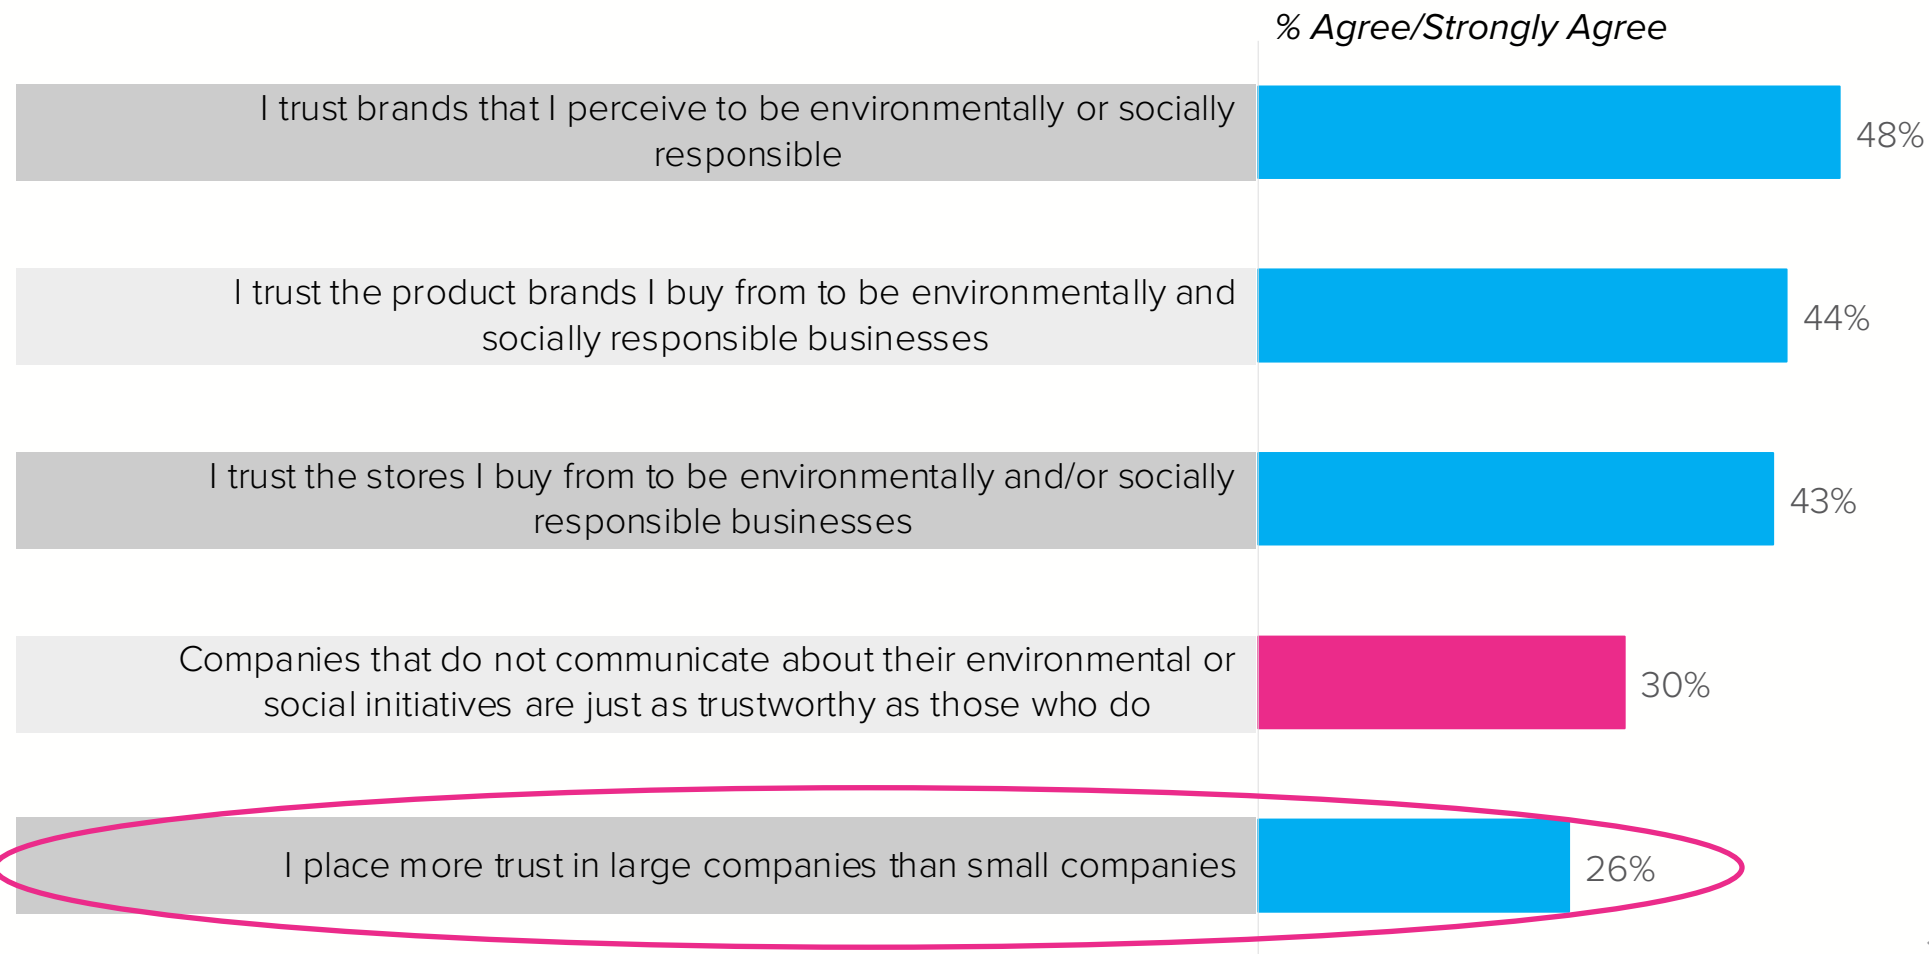 % Agree/Strongly Agree
I trust brands that I perceive to be environmentally or socially
responsible
48%
I trust the product brands I buy from to be environmentally and
socially responsible businesses
44%
I trust the stores I buy from to be environmentally and/or socially
responsible businesses
43%
Companies that do not communicate about their environmental or
social initiatives are just as trustworthy as those who do
30%
I place more trust in large companies than small companies
26%